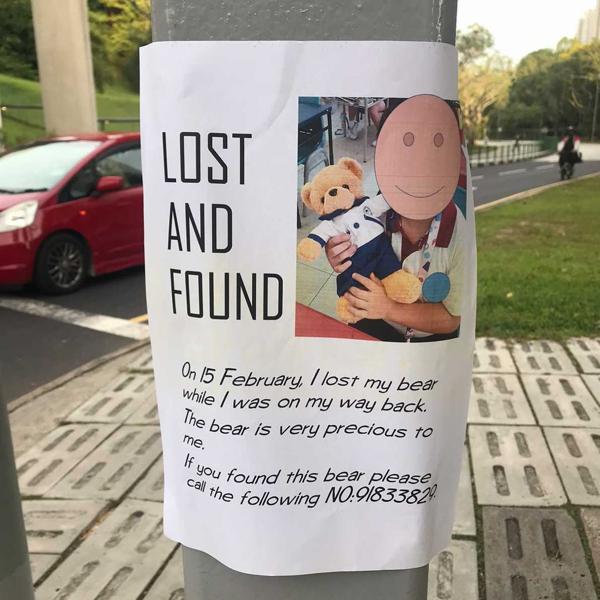 LOST
AND
FOUND
On 15 February, I lost my bear
while I was on my way back.
The bear is very precious to
me.
If you found this bear please
call the following NO:91833829.